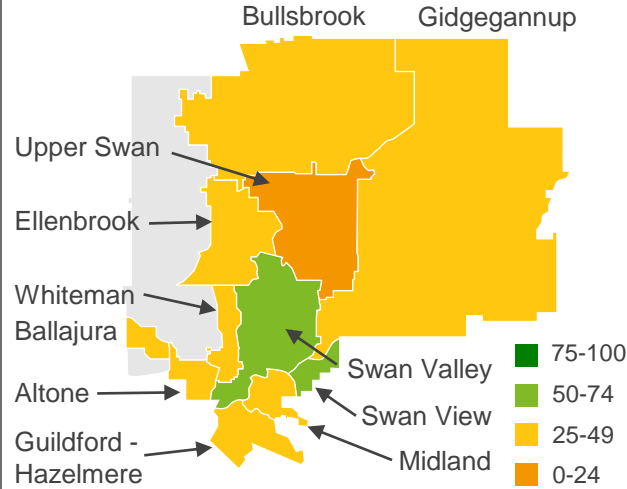 Bullsbrook
Gidgegannup
Upper Swan
Ellenbrook
Whiteman
Ballajura
Altone
Guildford -
Hazelmere
Swan Valley
Swan View
Midland
75-100
50-74
25-49
0-24